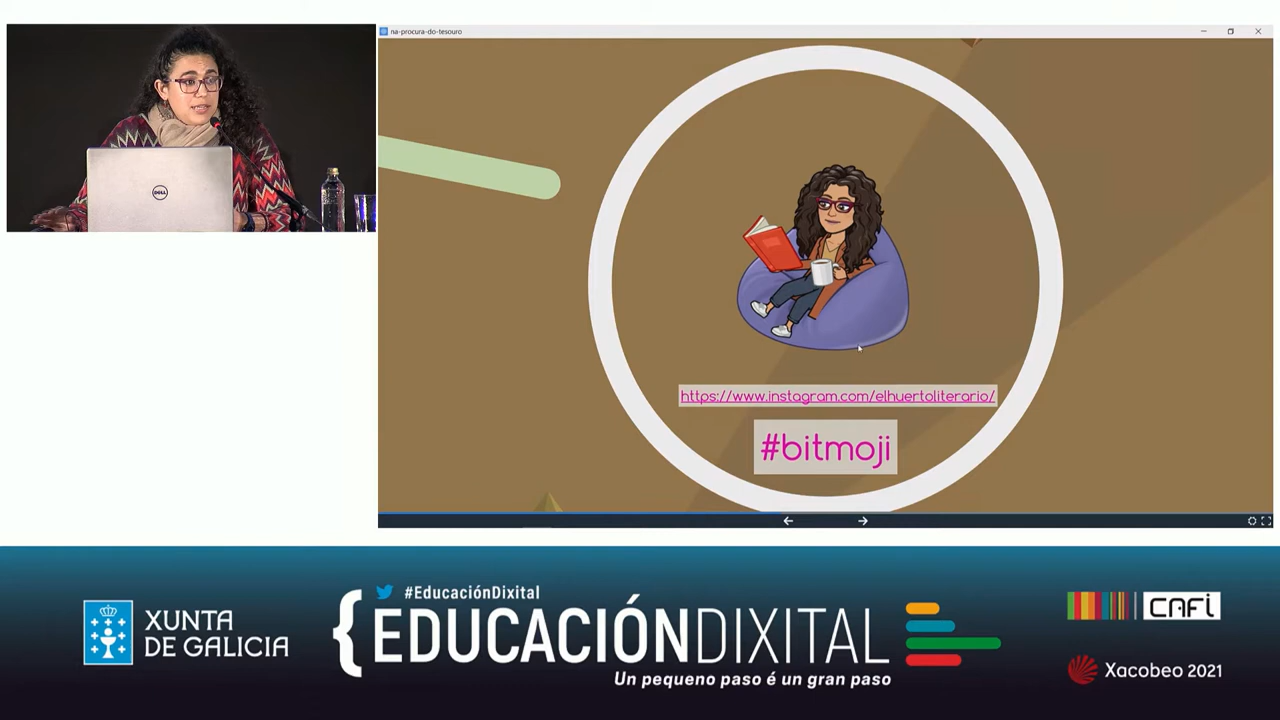 na-procura-do-tesouro
DELL
https://www.instagram.com/elhuertoliterario/
#bitmoji
XUNTA
DE GALICIA
#EducaciónDixital
{EDUCACIÓNDIXITAL
Un pequeno paso é un gran paso
CAFi
Xacobeo 2021